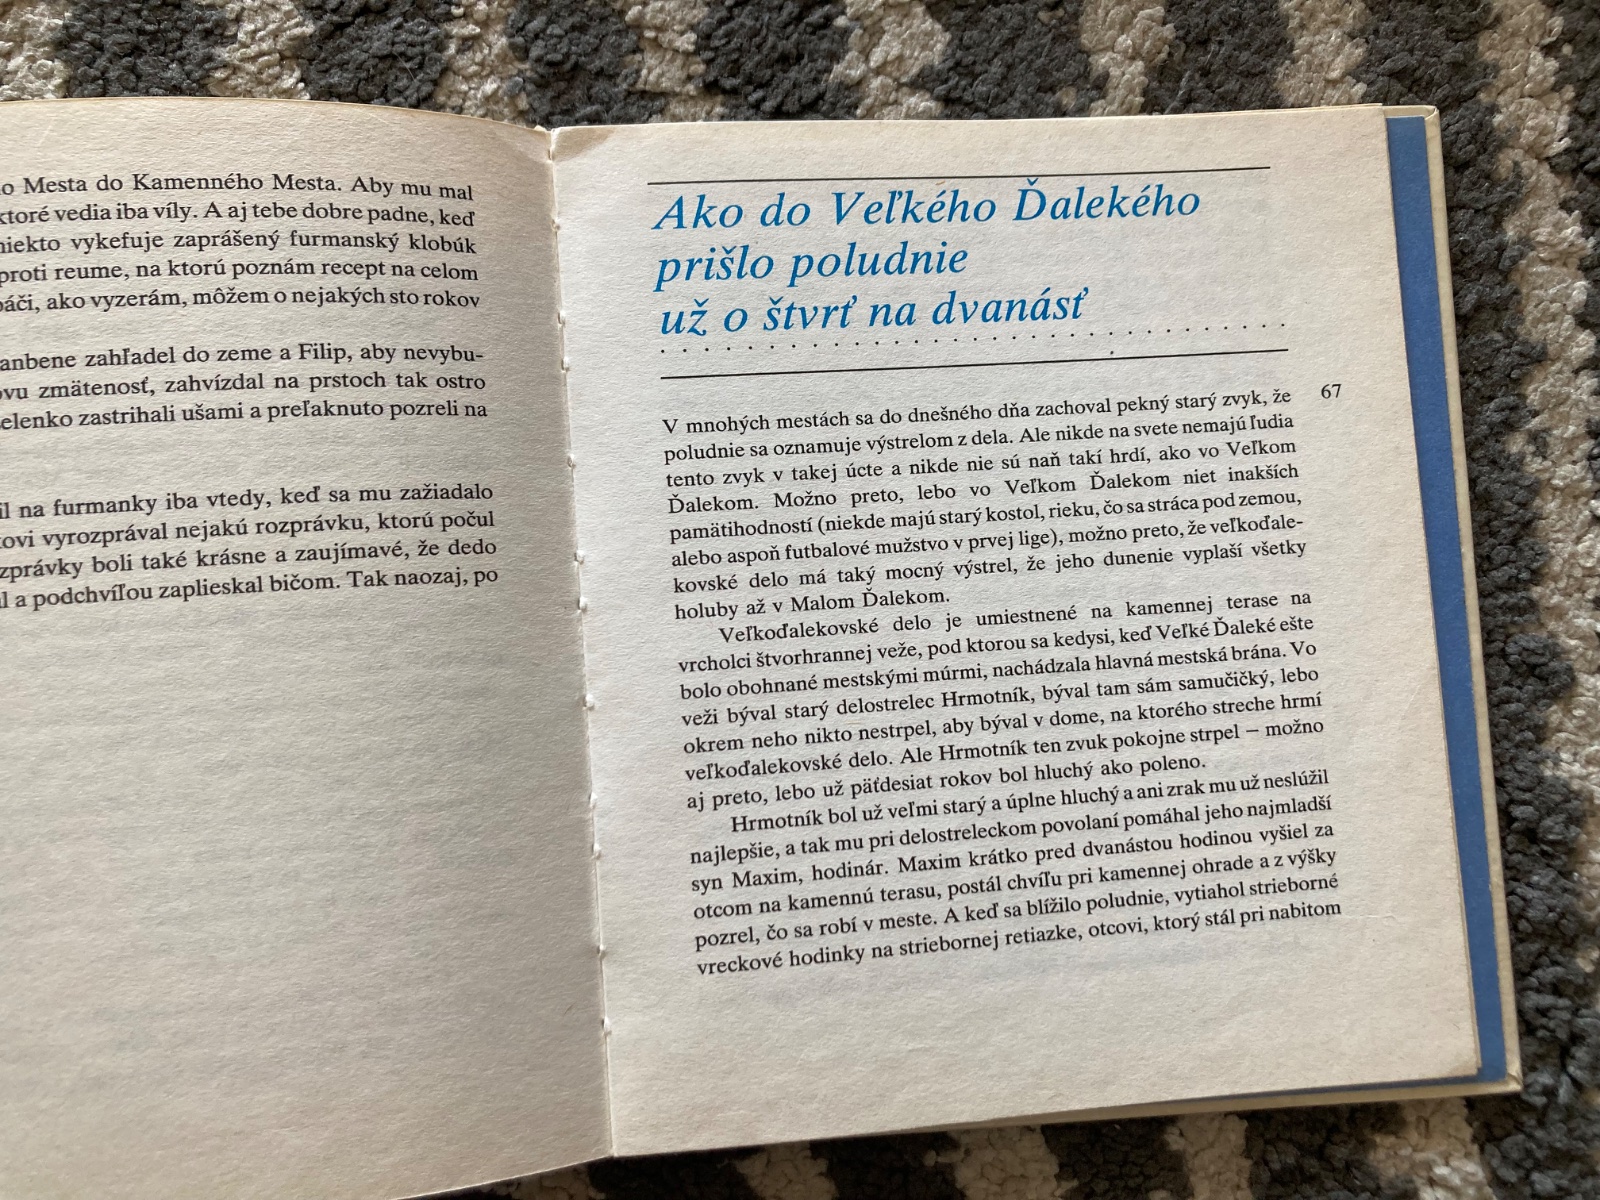 Mesta do Kamenného Mesta. Aby mu mal
ktoré vedia iba víly. A aj tebe dobre padne, keď
niekto vykefuje zaprášený furmanský klobúk
proti reume, na ktorú poznám recept na celom
ako vyzerám, môžem o nejakých sto rokov
zahľadel do zeme a Filip, aby nevybu-
zmätenosť, zahvízdal na prstoch tak ostro
zastrihali ušami a preľaknuto pozreli na
na furmanky iba vtedy, keď sa mu zažiadalo
vyrozprával nejakú rozprávku, ktorú počul
boli také krásne a zaujímavé, že dedo
a podchvíľou zaplieskal bičom. Tak naozaj, po
Ako do Veľkého Ďalekého
prišlo poludnie
už o štvrť na dvanásť
67
V mnohých mestách sa do dnešného dňa zachoval pekný starý zvyk, že
poludnie sa oznamuje výstrelom z dela. Ale nikde na svete nemajú ľudia
tento zvyk v takej úcte a nikde nie sú naň takí hrdí, ako vo Veľkom
Ďalekom. Možno preto, lebo vo Veľkom Ďalekom niet inakších
pamätihodností (niekde majú starý kostol, rieku, čo sa stráca pod zemou,
alebo aspoň futbalové mužstvo v prvej lige), možno preto, že veľkoďale-
kovské delo má taký mocný výstrel, že jeho dunenie vyplaší všetky
holuby až v Malom Ďalekom.
Veľkoďalekovské delo je umiestnené na kamennej terase na
vrcholci štvorhrannej veže, pod ktorou sa kedysi, keď Veľké Ďaleké ešte
bolo obohnané mestskými múrmi, nachádzala hlavná mestská brána. Vo
veži býval starý delostrelec Hrmotník, býval tam sám samučičký, lebo
okrem neho nikto nestrpel, aby býval v dome, na ktorého streche hrmí
veľkoďalekovské delo. Ale Hrmotník ten zvuk pokojne strpel – možno
aj preto, lebo už päťdesiat rokov bol hluchý ako poleno.
Hrmotník bol už veľmi starý a úplne hluchý a ani zrak mu už neslúžil
najlepšie, a tak mu pri delostreleckom povolaní pomáhal jeho najmladší
syn Maxim, hodinár. Maxim krátko pred dvanástou hodinou vyšiel za
otcom na kamennú terasu, postál chvíľu pri kamennej ohrade a z výšky
pozrel, čo sa robí v meste. A keď sa blížilo poludnie, vytiahol strieborné
vreckové hodinky na striebornej retiazke, otcovi, ktorý stál pri nabitom